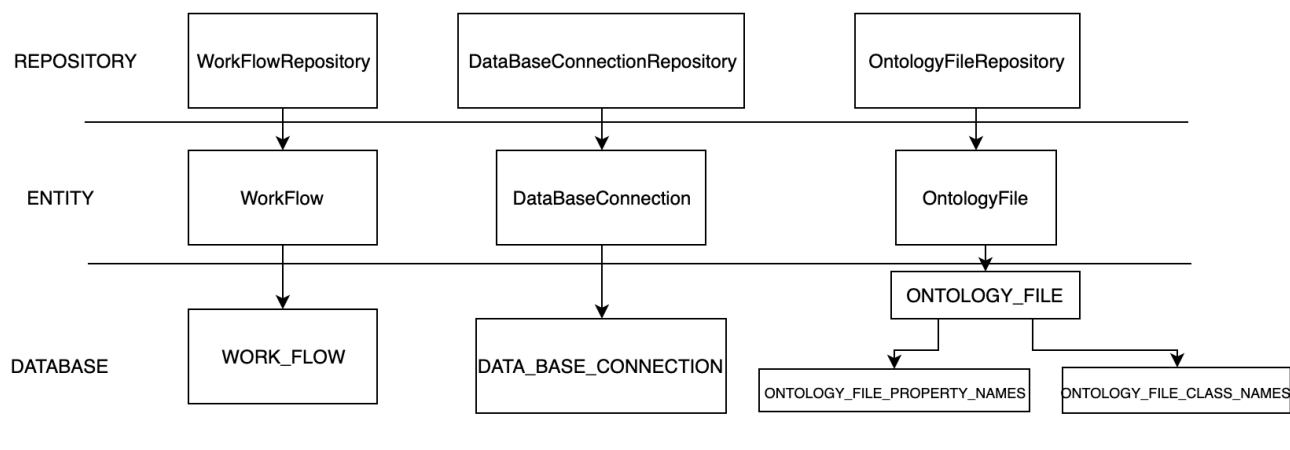 REPOSITORY
WorkFlowRepository
DataBaseConnectionRepository
OntologyFileRepository
ENTITY
WorkFlow
DataBaseConnection
OntologyFile
DATABASE
WORK_FLOW
DATA_BASE_CONNECTION
ONTOLOGY_FILE
ONTOLOGY_FILE_PROPERTY_NAMES
ONTOLOGY_FILE_CLASS_NAMES